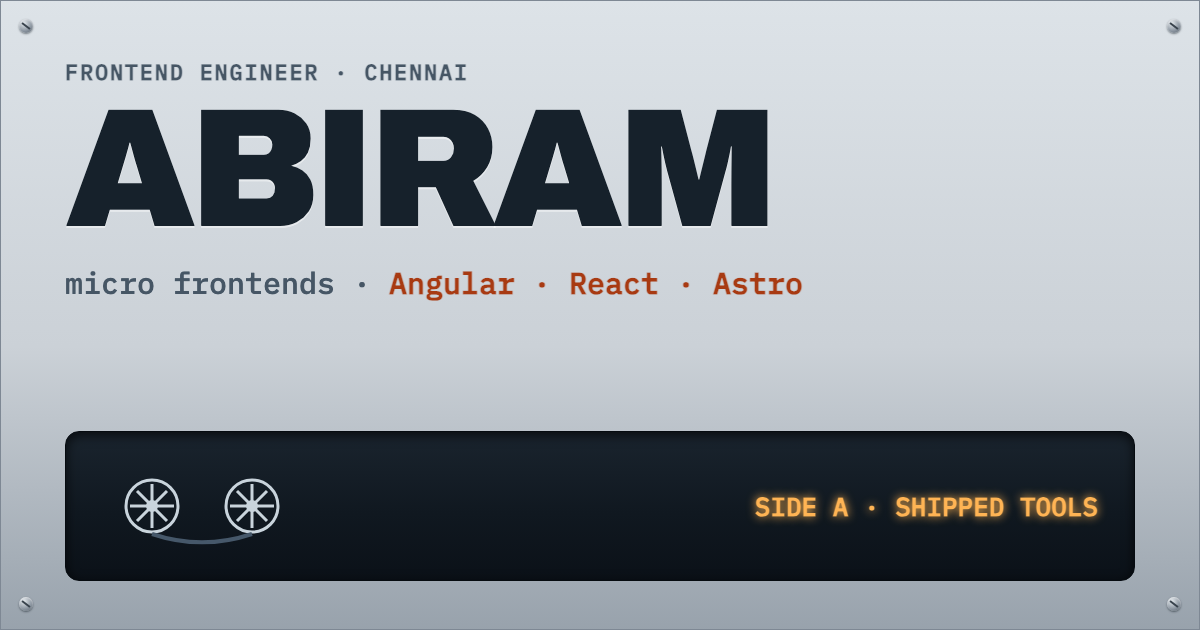 FRONTEND ENGINEER · CHENNAI
ABIRAM
micro frontends · Angular · React · Astro
SIDE A · SHIPPED TOOLS